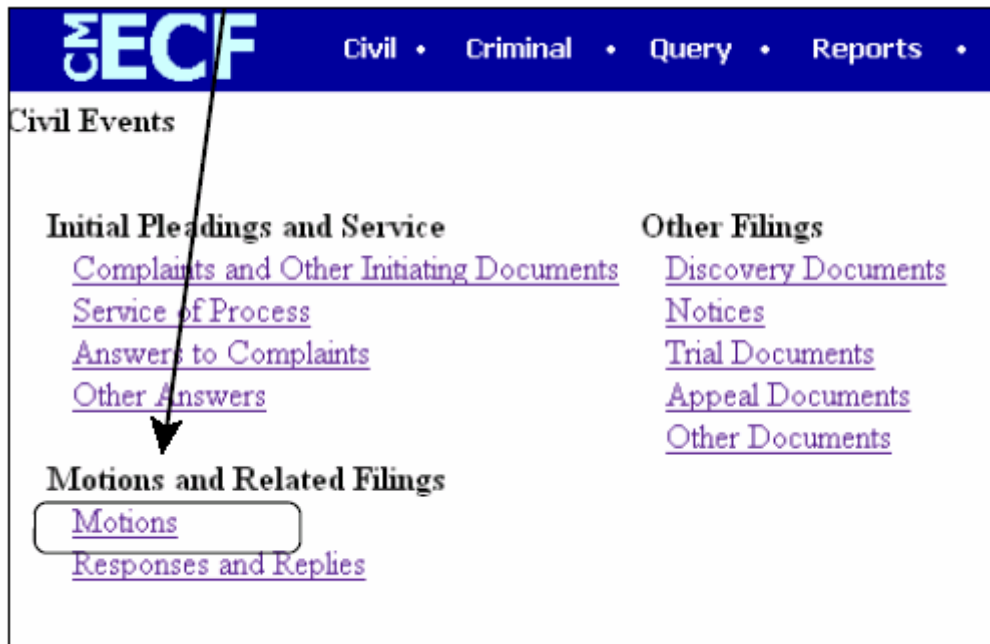 CM ECF Civil • Criminal • Query • Reports •
Civil Events
Initial Pleadings and Service
Complaints and Other Initiating Documents
Service of Process
Answers to Complaints
Other Answers
Motions and Related Filings
Motions
Responses and Replies
Other Filings
Discovery Documents
Notices
Trial Documents
Appeal Documents
Other Documents